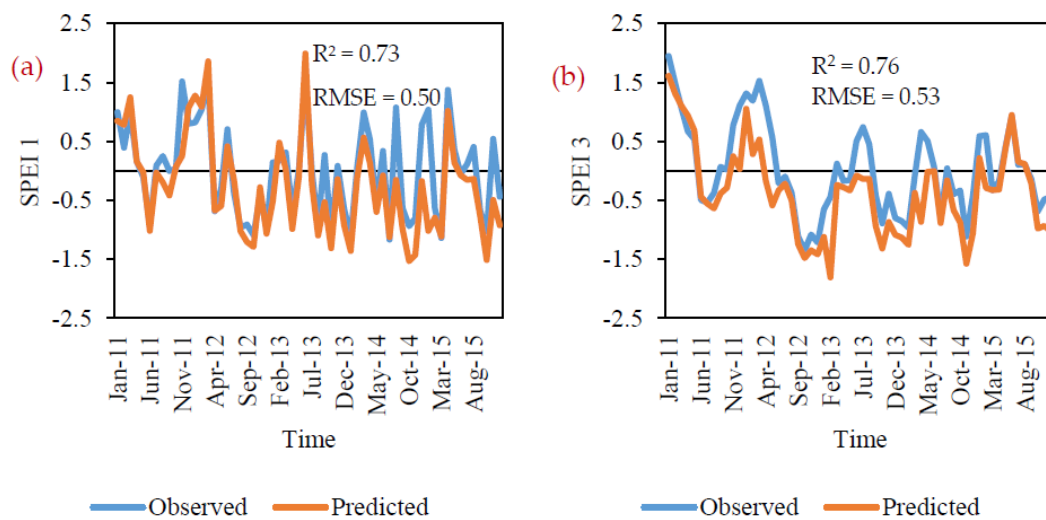 (a)
SPEI 1
2.5
1.5
0.5
-0.5
-1.5
-2.5
R² = 0.73
RMSE = 0.50
Jan-11
Jun-11
Nov-11
Apr-12
Sep-12
Feb-13
Jul-13
Dec-13
May-14
Oct-14
Mar-15
Aug-15
Time
Observed
Predicted
(b)
SPEI 3
2.5
1.5
0.5
-0.5
-1.5
-2.5
R² = 0.76
RMSE = 0.53
Jan-11
Jun-11
Nov-11
Apr-12
Sep-12
Feb-13
Jul-13
Dec-13
May-14
Oct-14
Mar-15
Aug-15
Time
Observed
Predicted